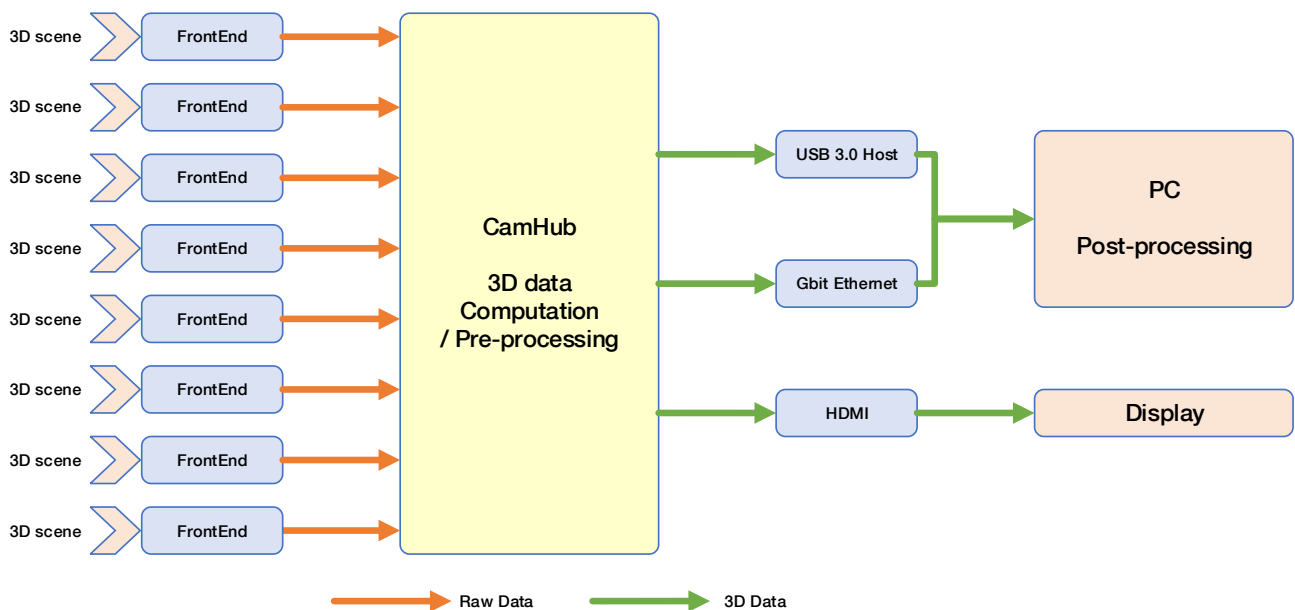 3D scene
FrontEnd
3D scene
FrontEnd
3D scene
FrontEnd
3D scene
FrontEnd
3D scene
FrontEnd
3D scene
FrontEnd
3D scene
FrontEnd
3D scene
FrontEnd
CamHub
3D data
Computation
/ Pre-processing
USB 3.0 Host
Gbit Ethernet
HDMI
PC
Post-processing
Display
Raw Data
3D Data